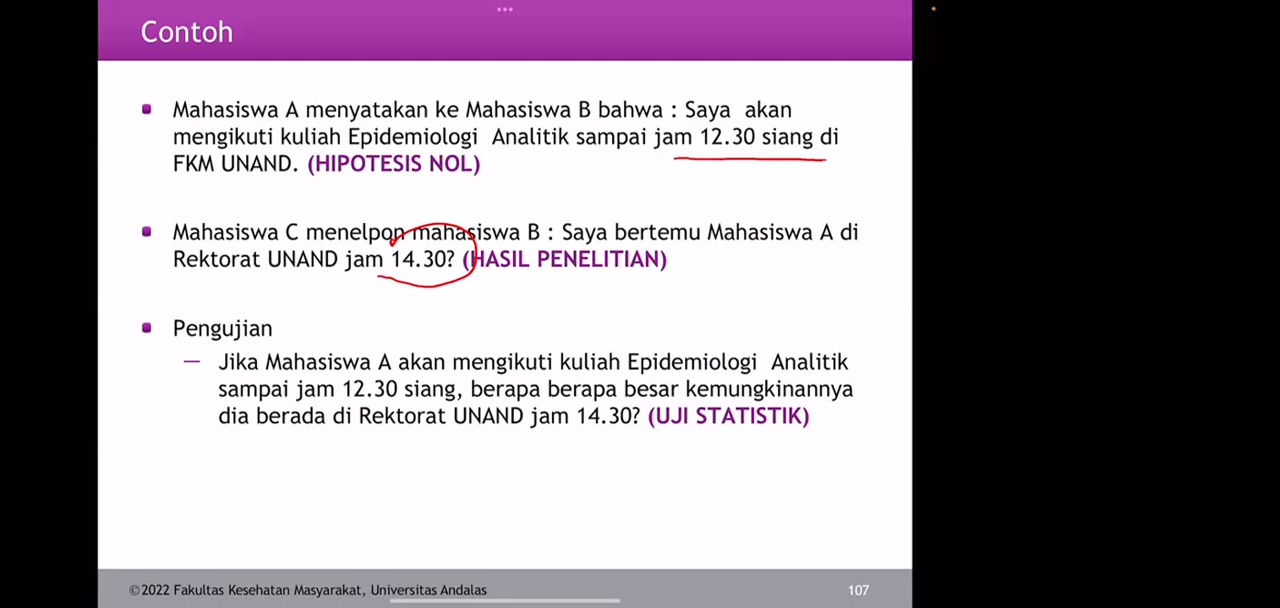 Contoh
Mahasiswa A menyatakan ke Mahasiswa B bahwa : Saya akan
mengikuti kuliah Epidemiologi Analitik sampai jam 12.30 siang di
FKM UNAND. (HIPOTESIS NOL)
Mahasiswa C menelpon mahasiswa B : Saya bertemu Mahasiswa A di
Rektorat UNAND jam 14.30? (HASIL PENELITIAN)
Pengujian
— Jika Mahasiswa A akan mengikuti kuliah Epidemiologi Analitik
sampai jam 12.30 siang, berapa berapa besar kemungkinannya
dia berada di Rektorat UNAND jam 14.30? (UJI STATISTIK)
©2022 Fakultas Kesehatan Masyarakat, Universitas Andalas
107